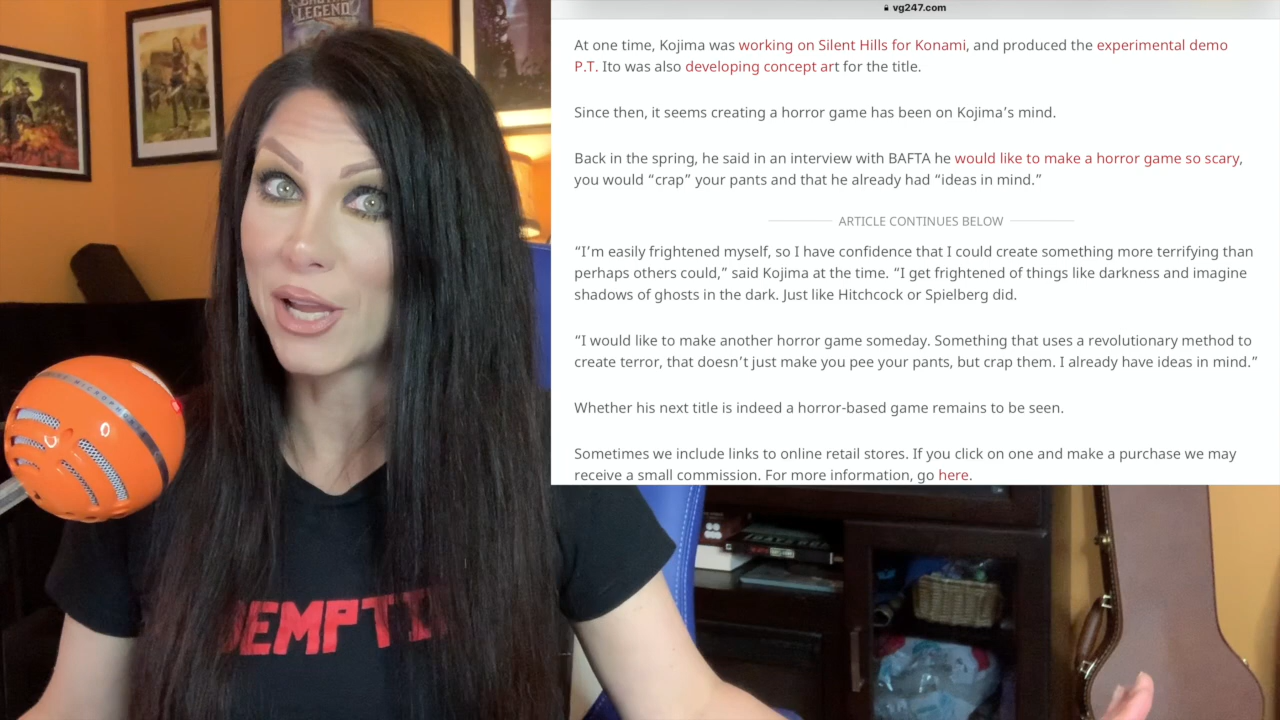 vg247.com
At one time, Kojima was working on Silent Hills for Konami, and produced the experimental demo
P.T. Ito was also developing concept art for the title.
Since then, it seems creating a horror game has been on Kojima's mind.
Back in the spring, he said in an interview with BAFTA he would like to make a horror game so scary,
you would “crap” your pants and that he already had “ideas in mind.”
ARTICLE CONTINUES BELOW
“I'm easily frightened myself, so I have confidence that I could create something more terrifying than
perhaps others could,” said Kojima at the time. “I get frightened of things like darkness and imagine
shadows of ghosts in the dark. Just like Hitchcock or Spielberg did.
“I would like to make another horror game someday. Something that uses a revolutionary method to
create terror, that doesn't just make you pee your pants, but crap them. I already have ideas in mind.”
Whether his next title is indeed a horror-based game remains to be seen.
Sometimes we include links to online retail stores. If you click on one and make a purchase we may
receive a small commission. For more information, go here.
LEGEND
DEMPTI